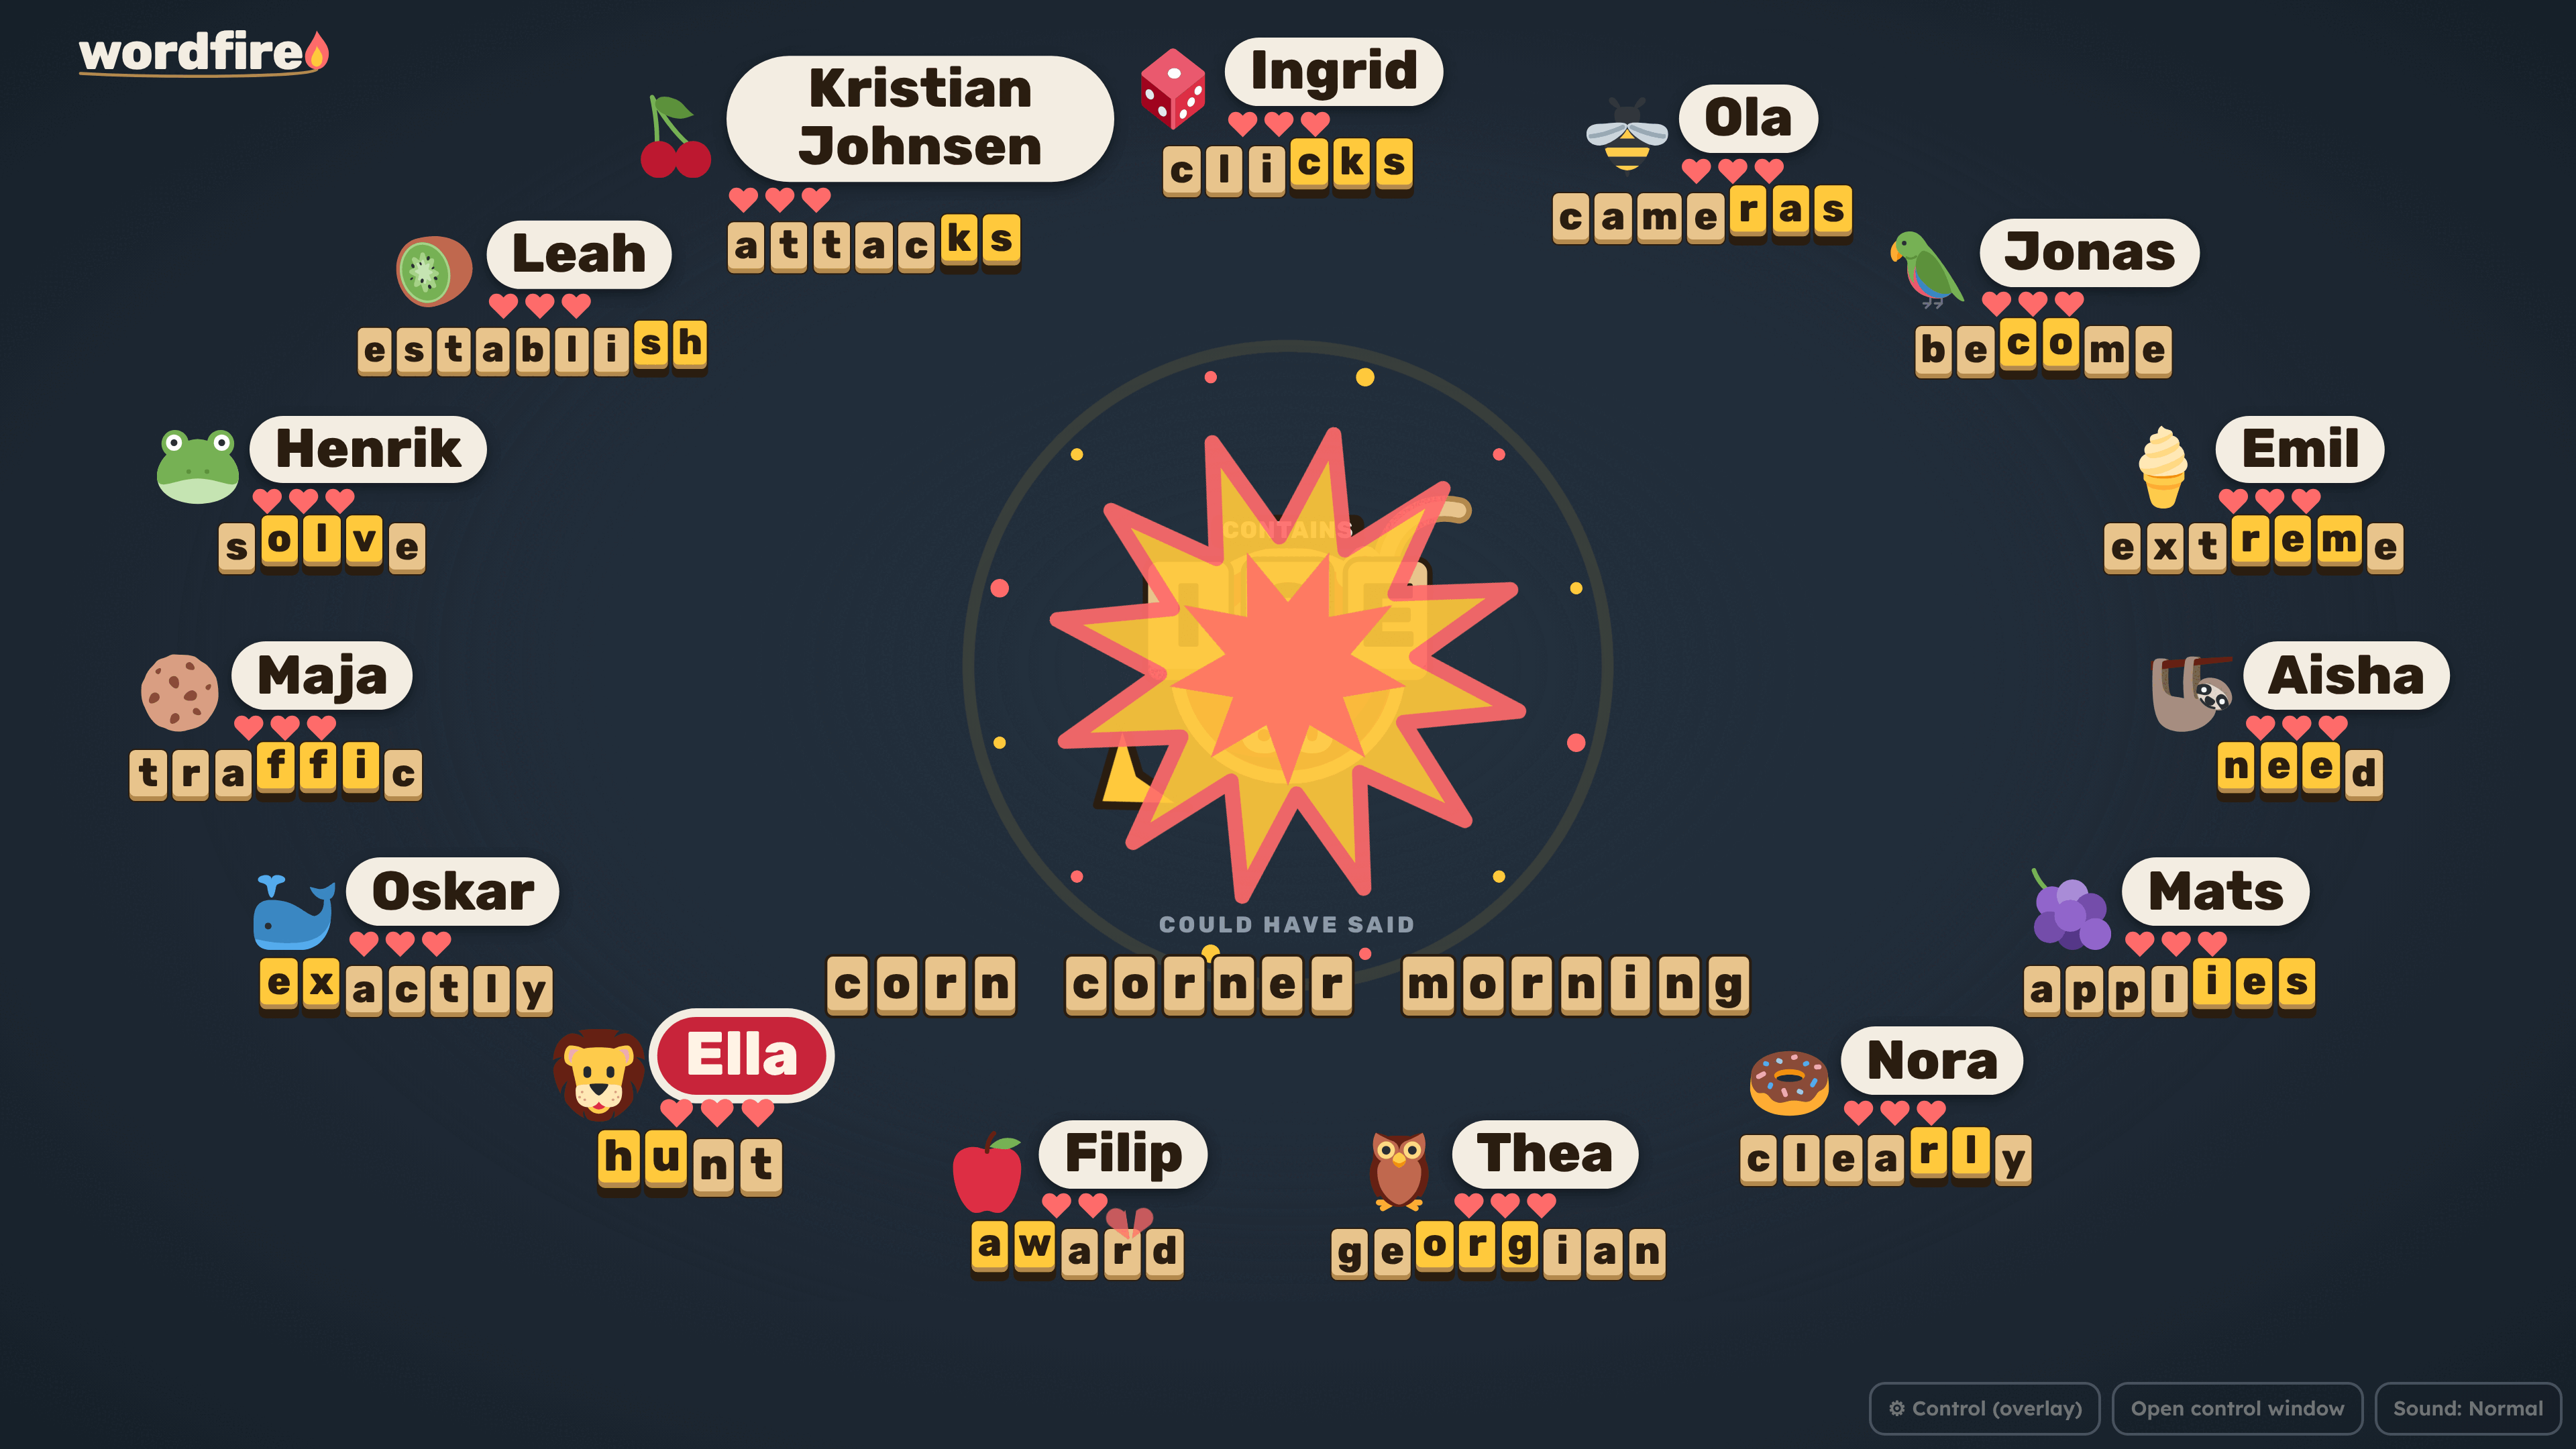 wordfire
Kristian
Johnsen
attacks
Ingrid
clicks
Ola
cameras
Leah
establish
Jonas
become
Henrik
solve
Emil
extreme
CONTAINS
Maja
traffic
Aisha
need
Oskar
exactly
Mats
applies
COULD HAVE SAID
corn corner morning
Ella
hunt
Nora
clearly
Filip
award
Thea
georgian
Control (overlay)
Open control window
Sound: Normal